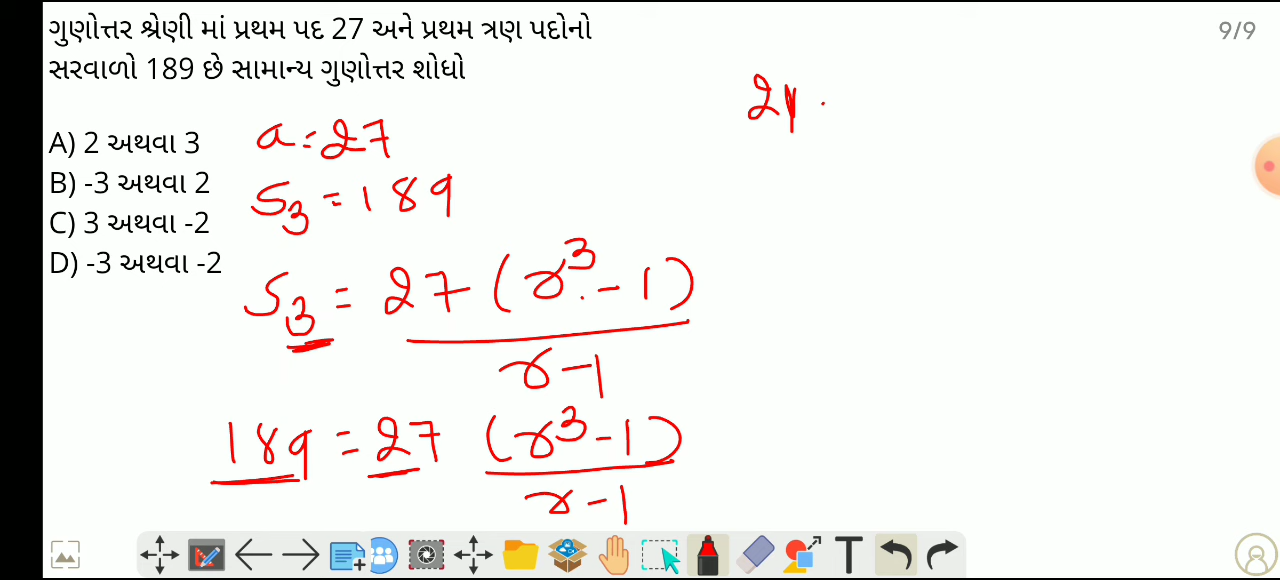 ગુણોત્તર શ્રેણી માં પ્રથમ પદ 27 અને પ્રથમ ત્રણ પદોનો
સરવાળો 189 છે સામાન્ય ગુણોત્તર શોધો
9/9
A) 2 અથવા 3
B) -3 અથવા 2
C) 3 અથવા -2
D) -3 અથવા -2
a = 27
S₃ = 189
S₃ = 27 (r³ - 1)
r - 1
189 = 27 (r³ - 1)
r - 1